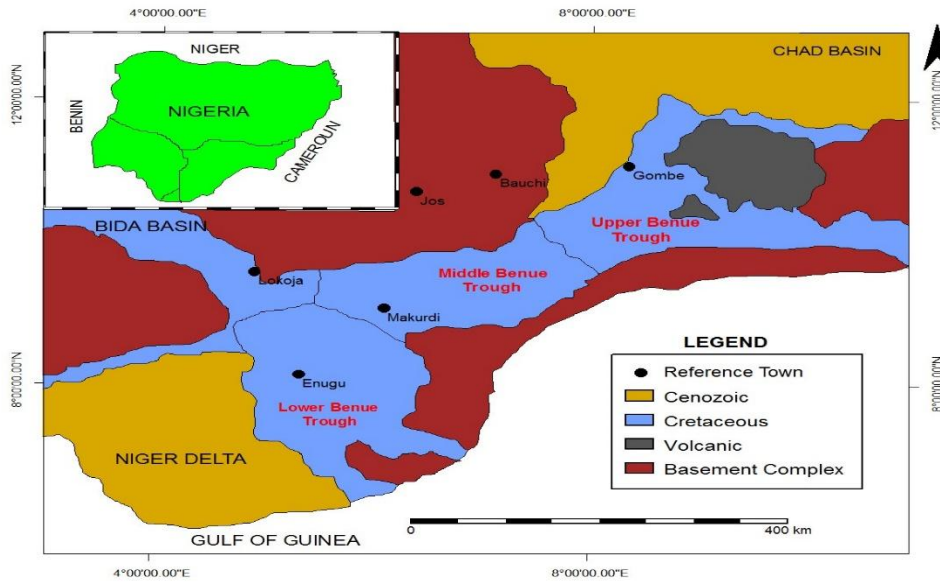 4°00'00.00"E
8°00'00.00"E
NIGER
BENIN
NIGERIA
CAMEROUN
CHAD BASIN
12°00'00.00"N
12°00'00.00"N
Bauchi
Jos
Gombe
BIDA BASIN
Upper Benue
Trough
Lokoja
Middle Benue
Trough
Makurdi
LEGEND
Reference Town
Cenozoic
Cretaceous
Volcanic
Basement Complex
8°00'00.00"N
8°00'00.00"N
Enugu
Lower Benue
Trough
NIGER DELTA
0
400 km
GULF OF GUINEA
4°00'00.00"E
8°00'00.00"E